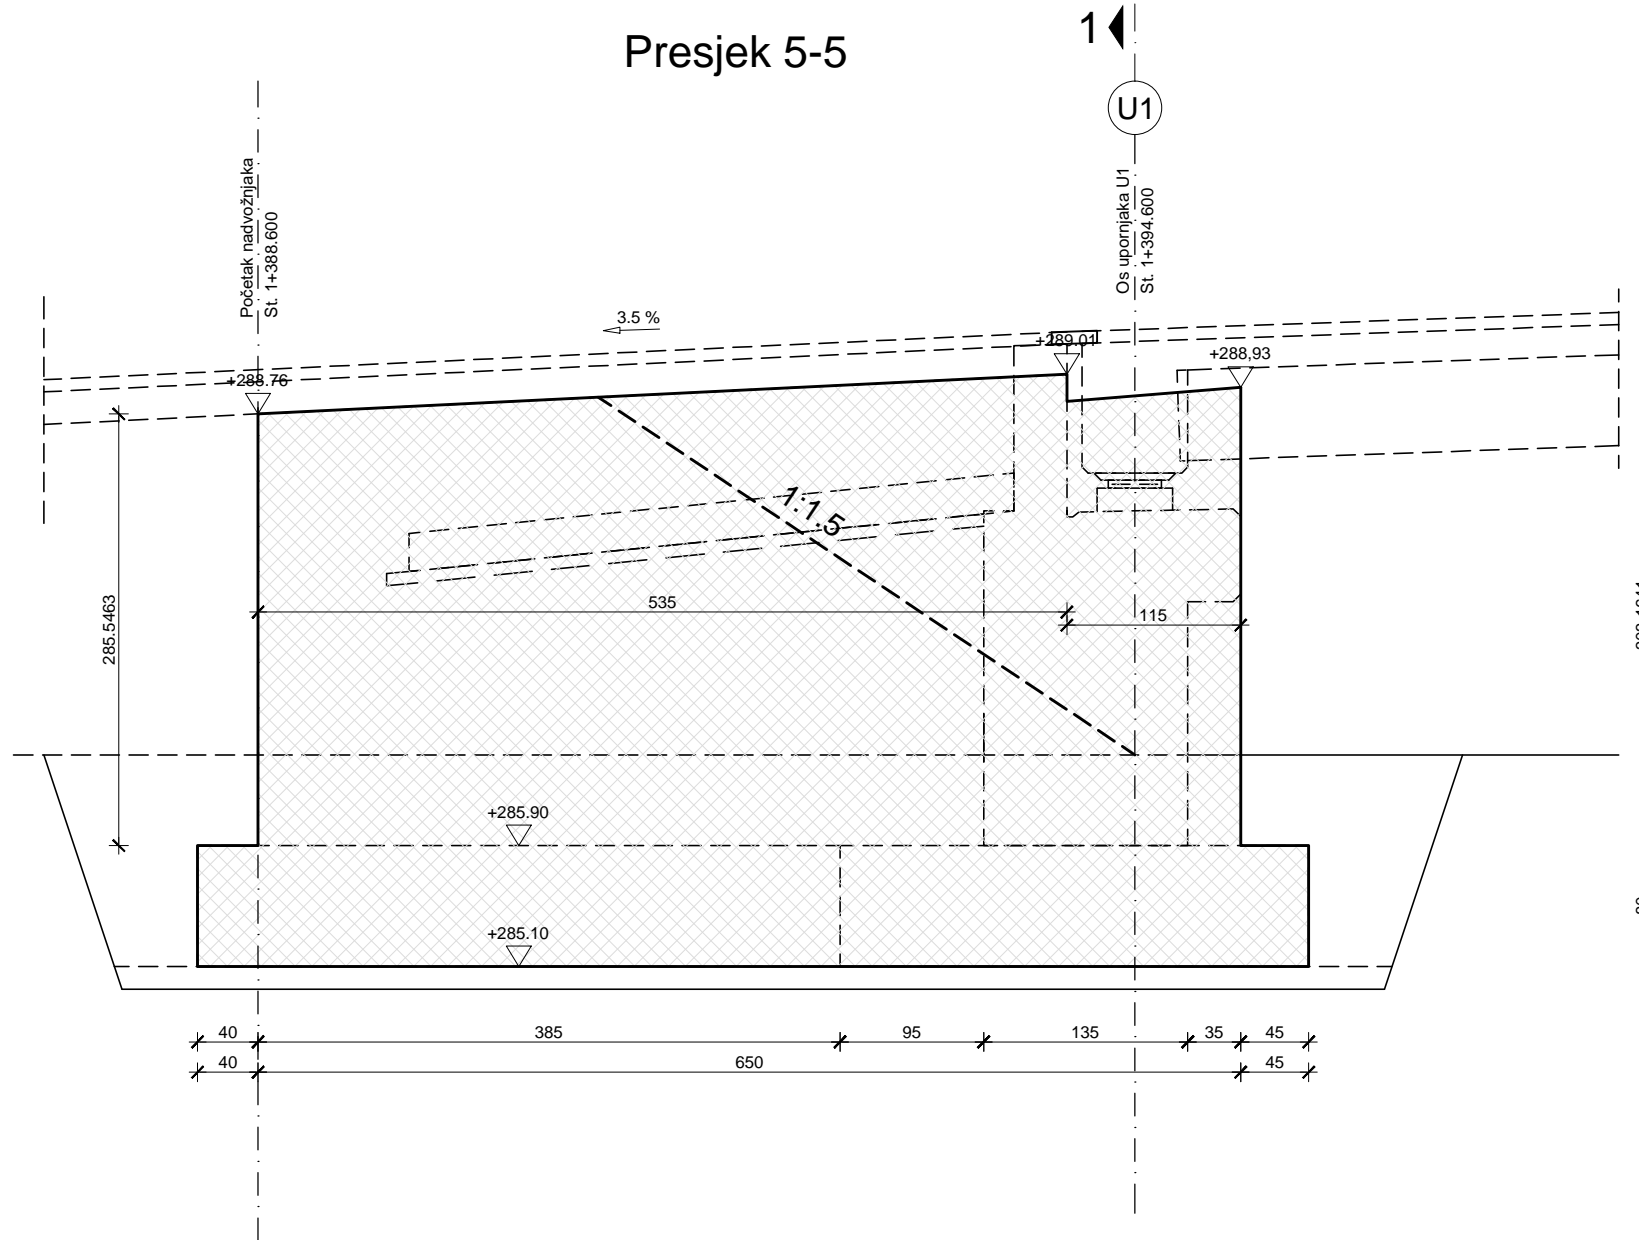 Presjek 5-5
1
U1
Početak nadvožnjaka
St. 1+388.600
Os upornjaka U1
St. 1+394.600
3.5 %
+289.01
+288,93
+288.76
1:1.5
535
115
285.5463
+285.90
+285.10
40 385 95 135 35 45
40 650 45